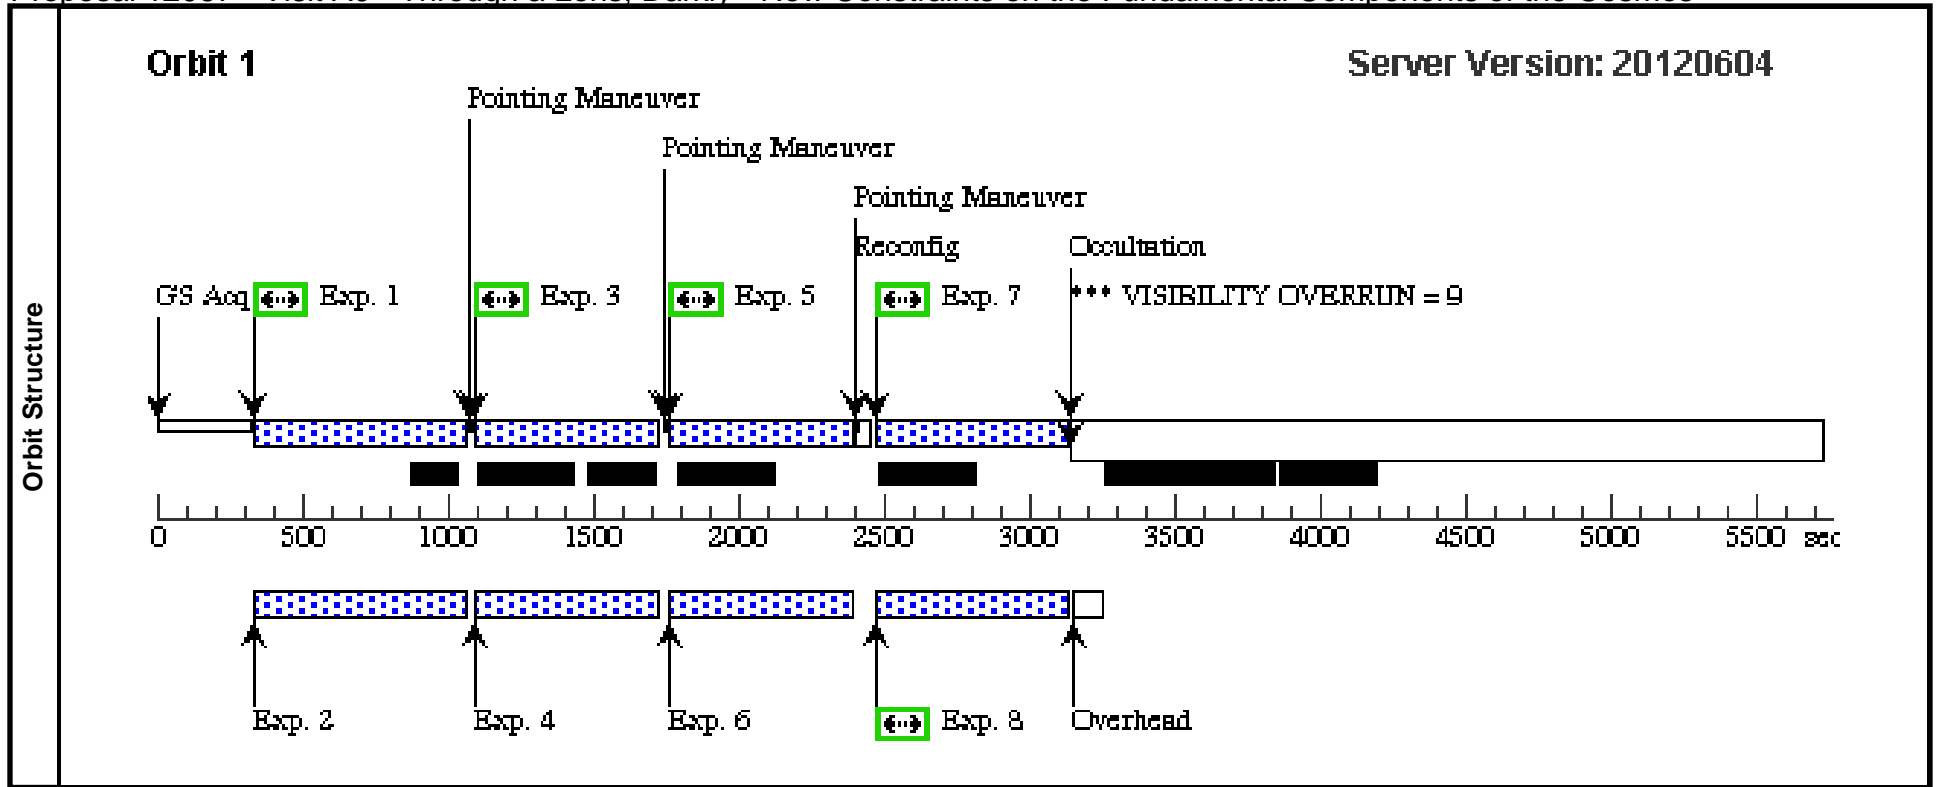 Orbit 1
Server Version: 20120604
Pointing Maneuver
Pointing Maneuver
Pointing Maneuver
Reconfig
Occultation
GS Acq
Exp. 1
Exp. 3
Exp. 5
Exp. 7
*** VISIBILITY OVERRUN = 9
Orbit Structure
0 500 1000 1500 2000 2500 3000 3500 4000 4500 5000 5500 sec
Exp. 2
Exp. 4
Exp. 6
Exp. 8
Overhead